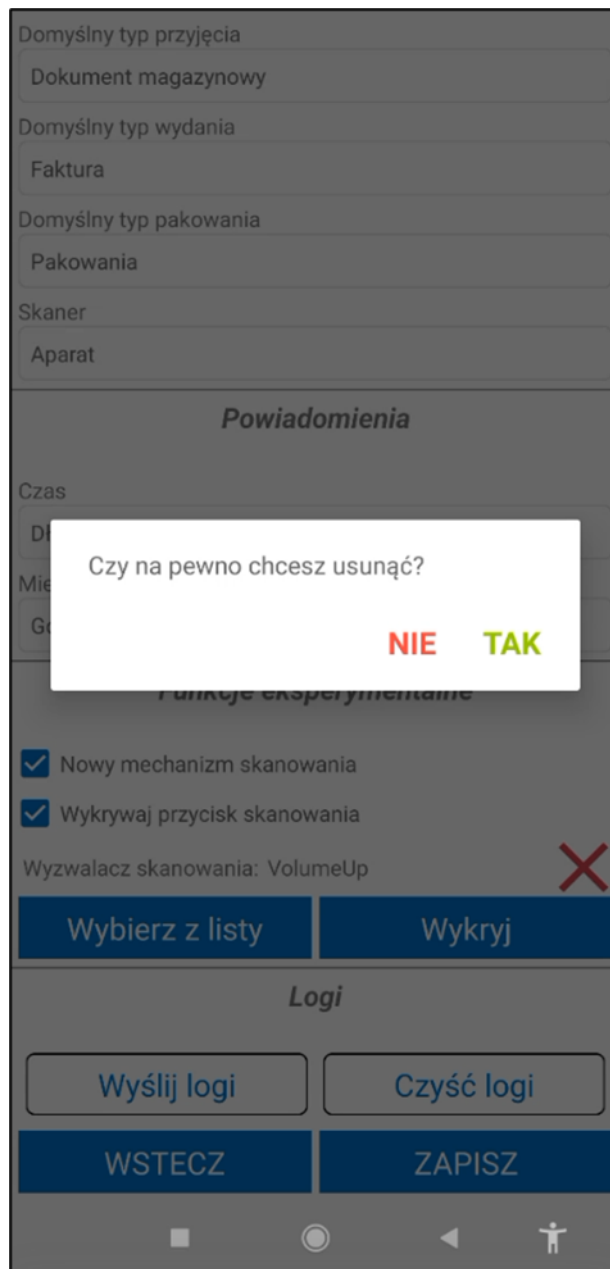 Domyślny typ przyjęcia
Dokument magazynowy
Domyślny typ wydania
Faktura
Domyślny typ pakowania
Pakowania
Skaner
Aparat
Powiadomienia
Czas
Czy na pewno chcesz usunąć?
NIE TAK
Funkcje eksperymentalne
Nowy mechanizm skanowania
Wykrywaj przycisk skanowania
Wyzwalacz skanowania: VolumeUp
Wybierz z listy Wykryj
Logi
Wyślij logi Czyść logi
WSTECZ ZAPISZ